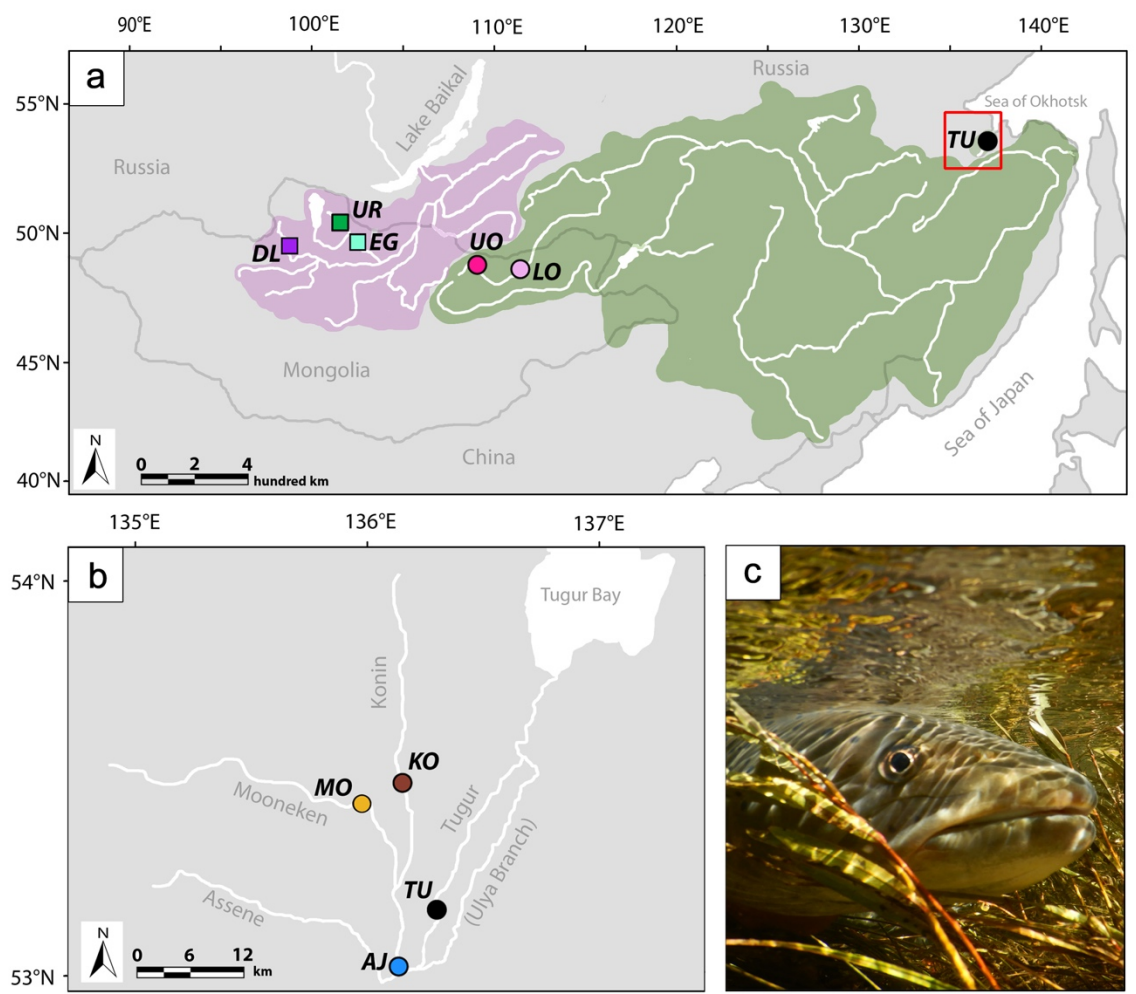 90°E 100°E 110°E 120°E 130°E 140°E
a
Russia
55°N
Lake Baikal
Sea of Okhotsk
TU
Russia
UR
50°N
DL
EG
UO
LO
45°N
Mongolia
Sea of Japan
N
China
0 2 4
hundred km
40°N
135°E 136°E 137°E
b
c
54°N
Tugur Bay
Konin
KO
MO
Mooneken
Tugur
TU
(Ulya Branch)
Assene
N
AJ
0 6 12
km
53°N